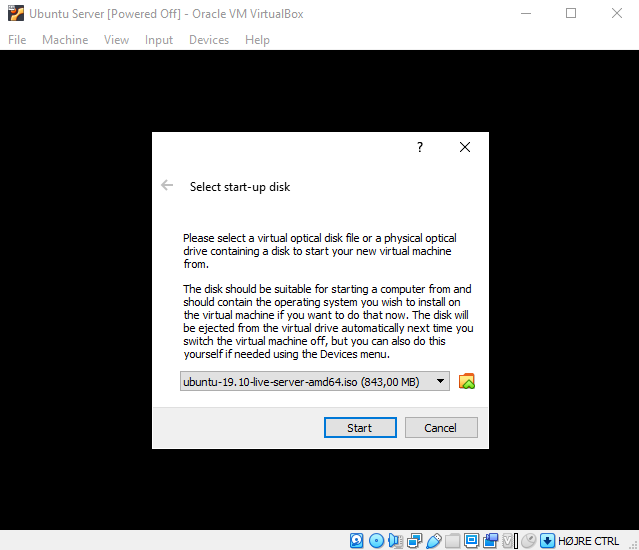 Ubuntu Server [Powered Off] - Oracle VM VirtualBox
File Machine View Input Devices Help
?
Select start-up disk
Please select a virtual optical disk file or a physical optical
drive containing a disk to start your new virtual machine
from.
The disk should be suitable for starting a computer from and
should contain the operating system you wish to install on
the virtual machine if you want to do that now. The disk will
be ejected from the virtual drive automatically next time you
switch the virtual machine off, but you can also do this
yourself if needed using the Devices menu.
ubuntu-19.10-live-server-amd64.iso (843,00 MB)
Start Cancel
HØJRE CTRL